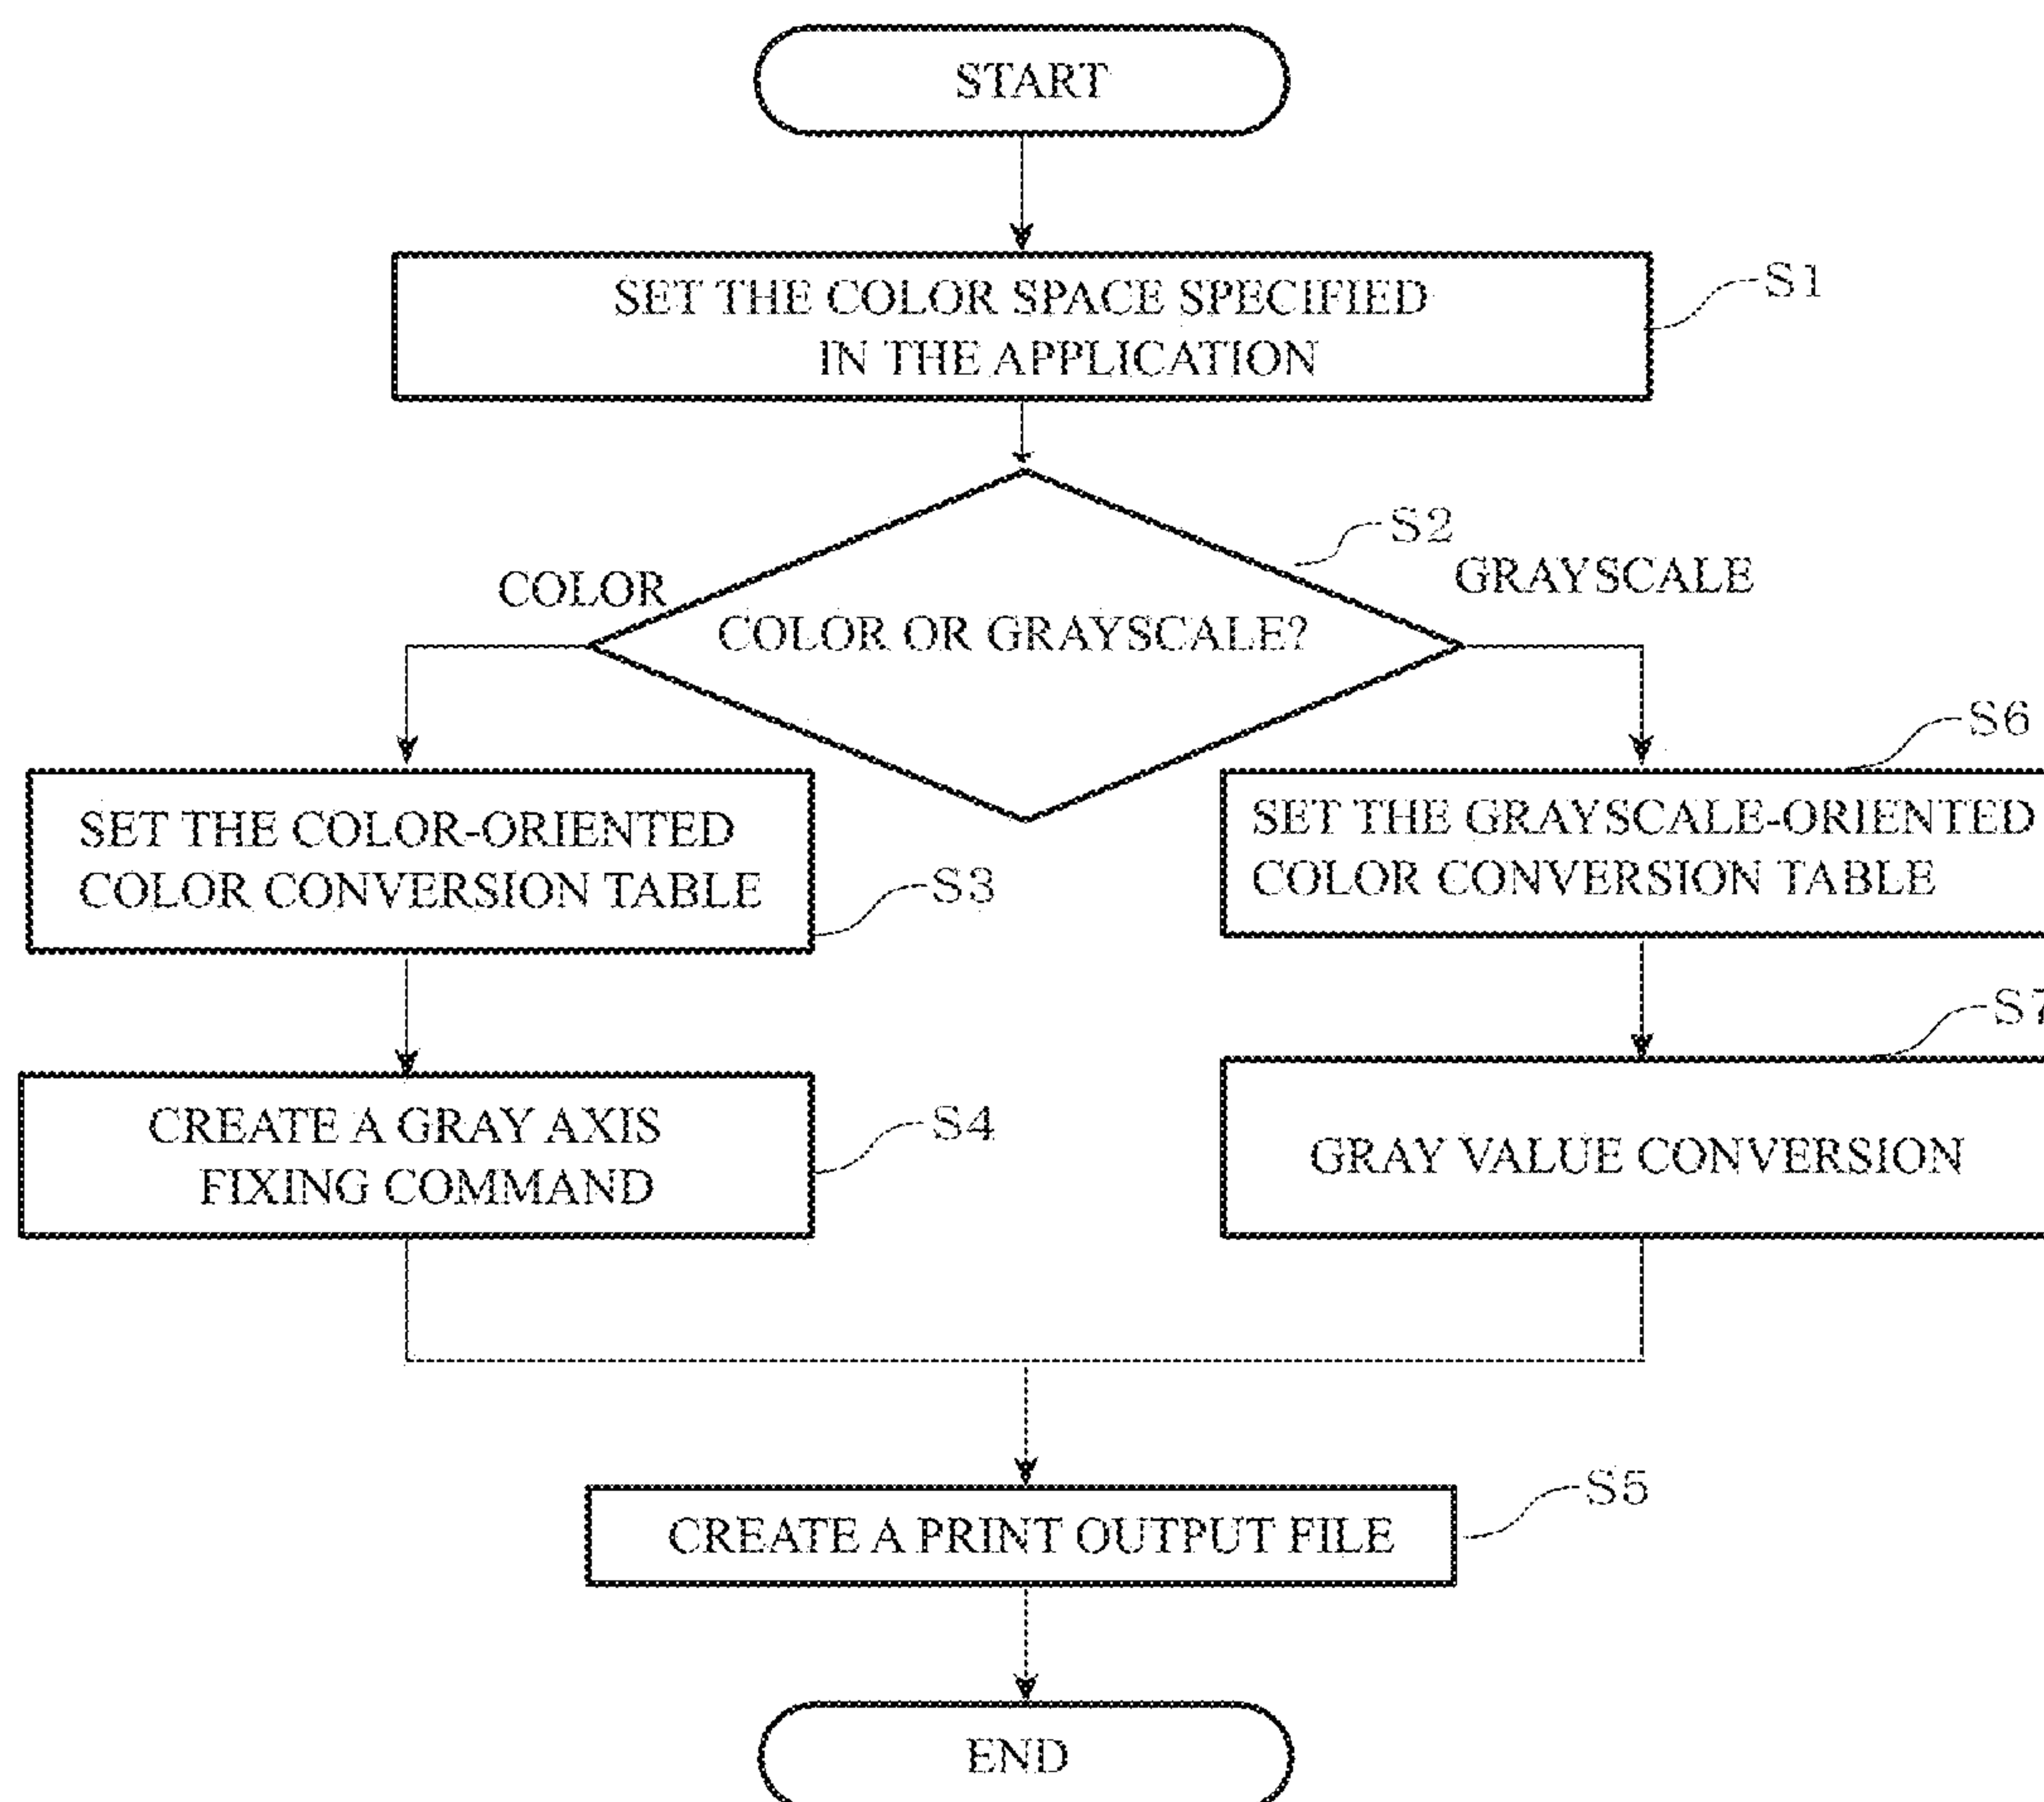 START
SET THE COLOR SPACE SPECIFIED
IN THE APPLICATION
S1
S2
COLOR
GRAYSCALE
COLOR OR GRAYSCALE?
SET THE COLOR-ORIENTED
COLOR CONVERSION TABLE
S3
S6
SET THE GRAYSCALE-ORIENTED
COLOR CONVERSION TABLE
CREATE A GRAY AXIS
FIXING COMMAND
S4
S7
GRAY VALUE CONVERSION
CREATE A PRINT OUTPUT FILE
S5
END